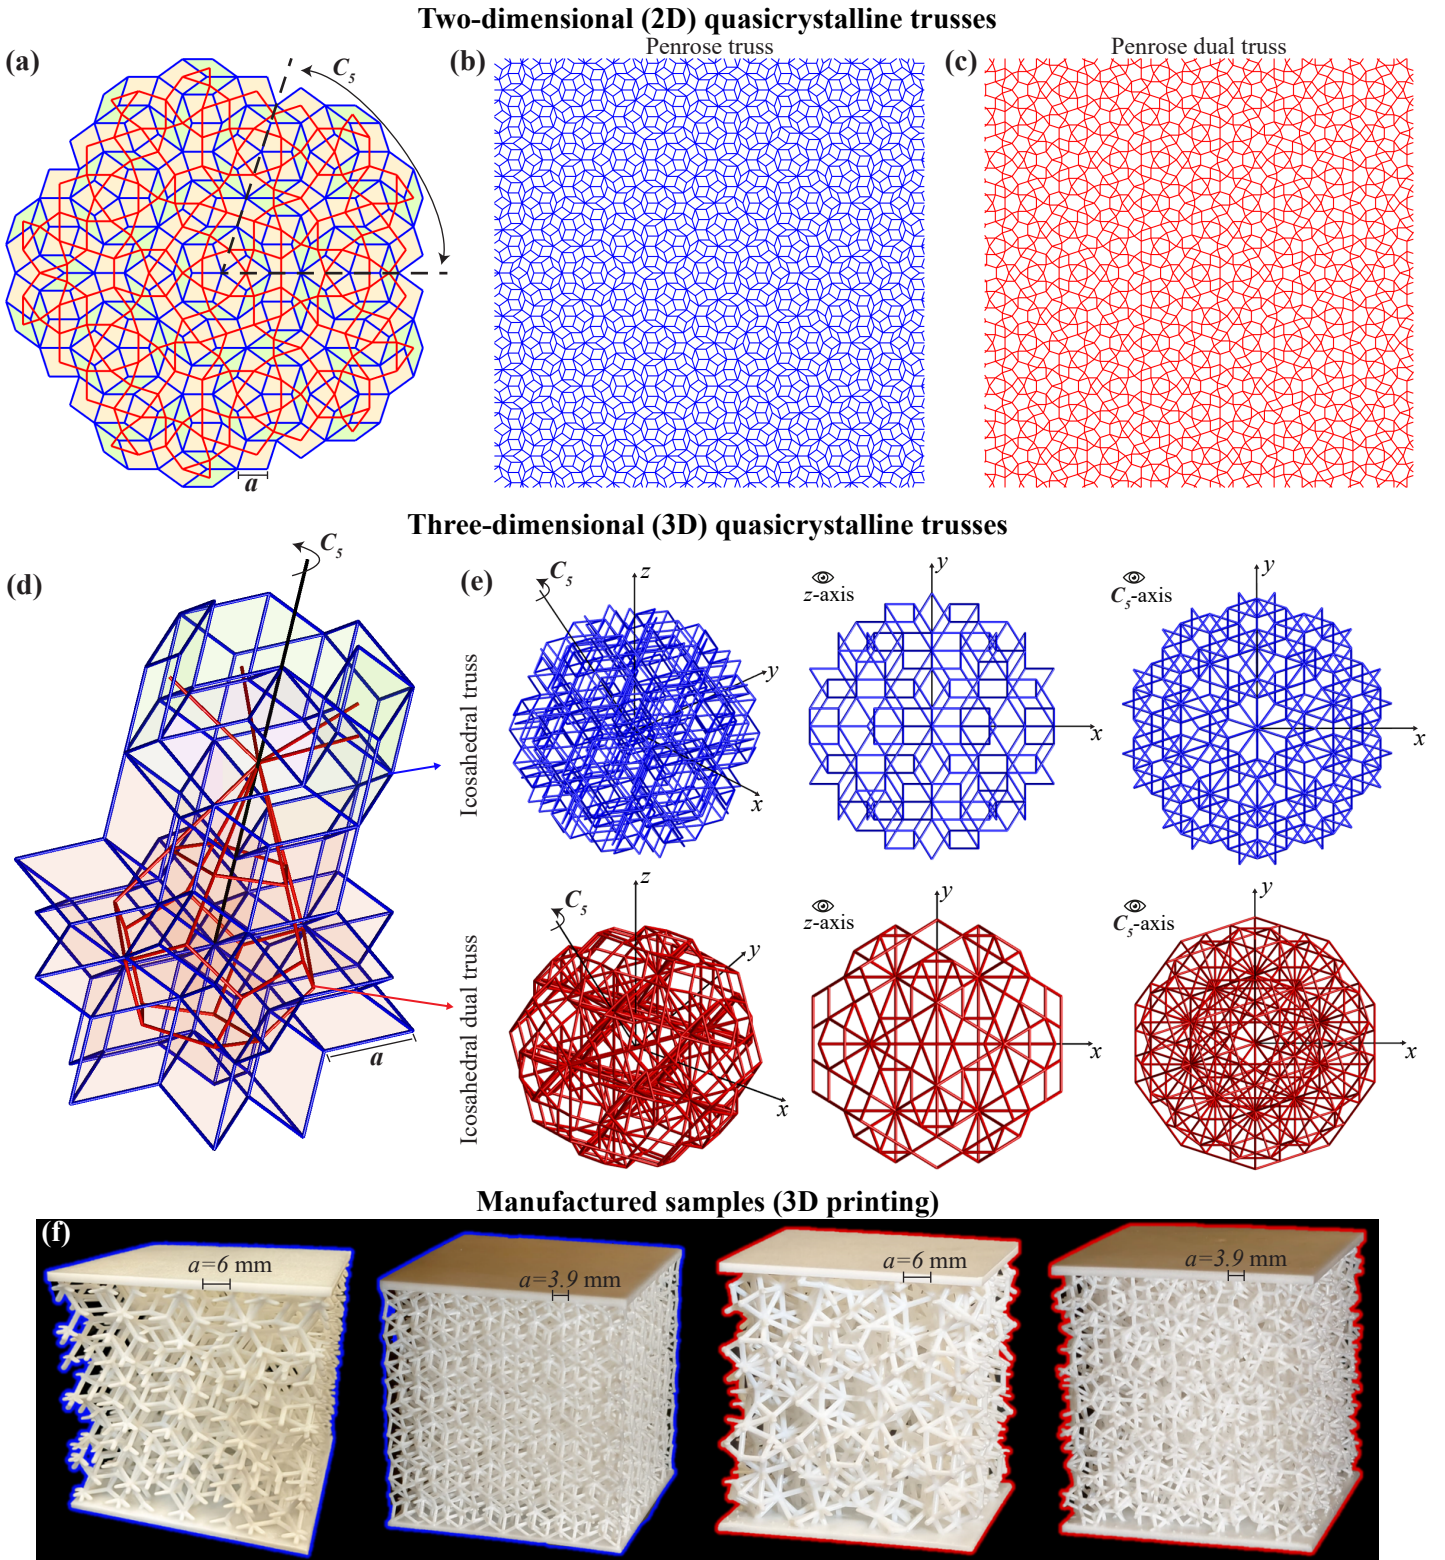 Two-dimensional (2D) quasicrystalline trusses
(a)
C5
a
(b)
Penrose truss
(c)
Penrose dual truss
Three-dimensional (3D) quasicrystalline trusses
(d)
C5
a
(e)
Icosahedral truss
C5
z
y
x
z-axis
y
x
C5-axis
y
x
Icosahedral dual truss
C5
z
y
x
z-axis
y
x
C5-axis
y
x
Manufactured samples (3D printing)
(f)
a=6 mm
a=3.9 mm
a=6 mm
a=3.9 mm